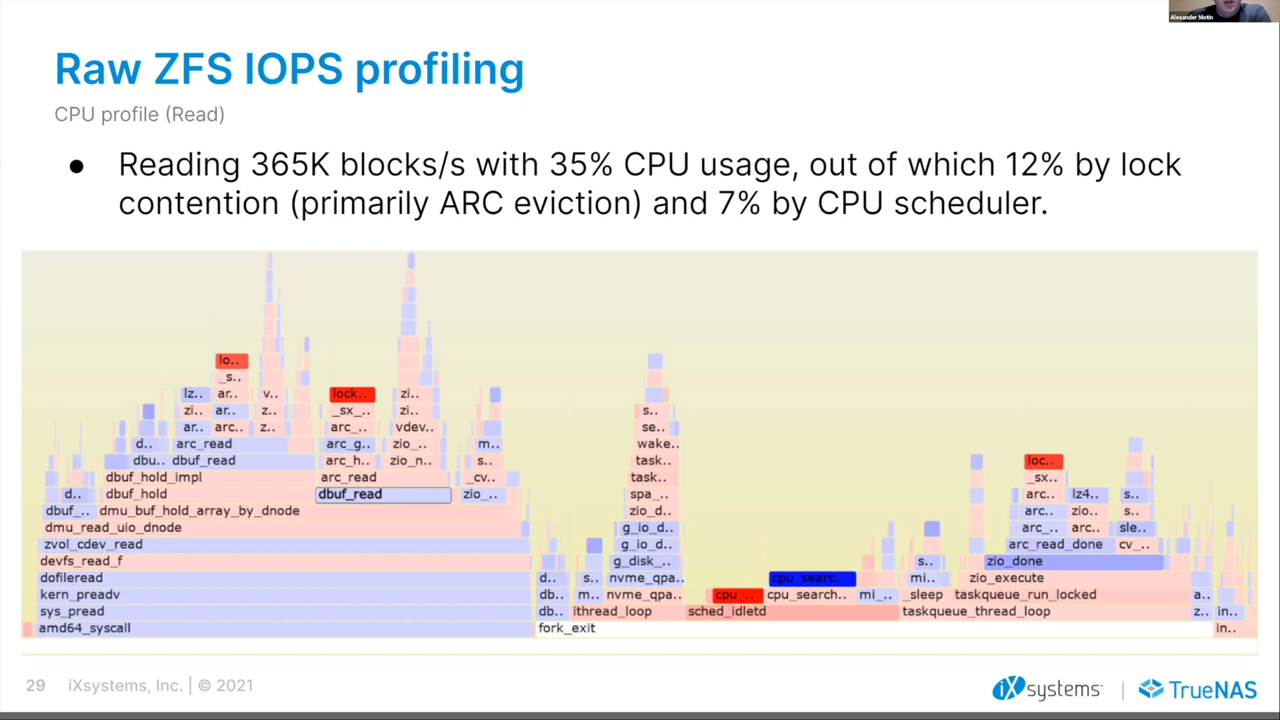 Alexander Motin
Raw ZFS IOPS profiling
CPU profile (Read)
● Reading 365K blocks/s with 35% CPU usage, out of which 12% by lock
contention (primarily ARC eviction) and 7% by CPU scheduler.
lo..
_s..
lz.. ar.. v.. lock.. zi..
zi.. ar.. z.. _sx_.. zi.. s..
ar.. arc.. z.. arc_.. vdev.. se..
d.. arc_read arc_g.. zio_.. m.. wake..
dbu.. dbuf_read arc_h.. zio_n.. s.. task.. loc..
dbuf_hold_impl arc_read _cv.. task.. _sx..
d.. dbuf_hold dbuf_read zio_.. spa_.. arc.. lz4.. s..
dbuf_.. dmu_buf_hold_array_by_dnode zio_d.. arc.. zio.. s..
dmu_read_uio_dnode g_io_d.. arc_.. arc.. sle..
zvol_cdev_read g_io_d.. arc_read_done cv_..
devfs_read_f g_disk_.. s.. zio_done
dofileread d.. s.. nvme_qpa.. cpu_searc.. mi.. zio_execute
kern_preadv db.. m.. nvme_qpa.. cpu_.. cpu_search.. mi_.. _sleep taskqueue_run_locked a..
sys_pread db.. ithread_loop sched_idletd taskqueue_thread_loop z.. in..
amd64_syscall fork_exit in..
29 iXsystems, Inc. | © 2021
iXsystems | TrueNAS